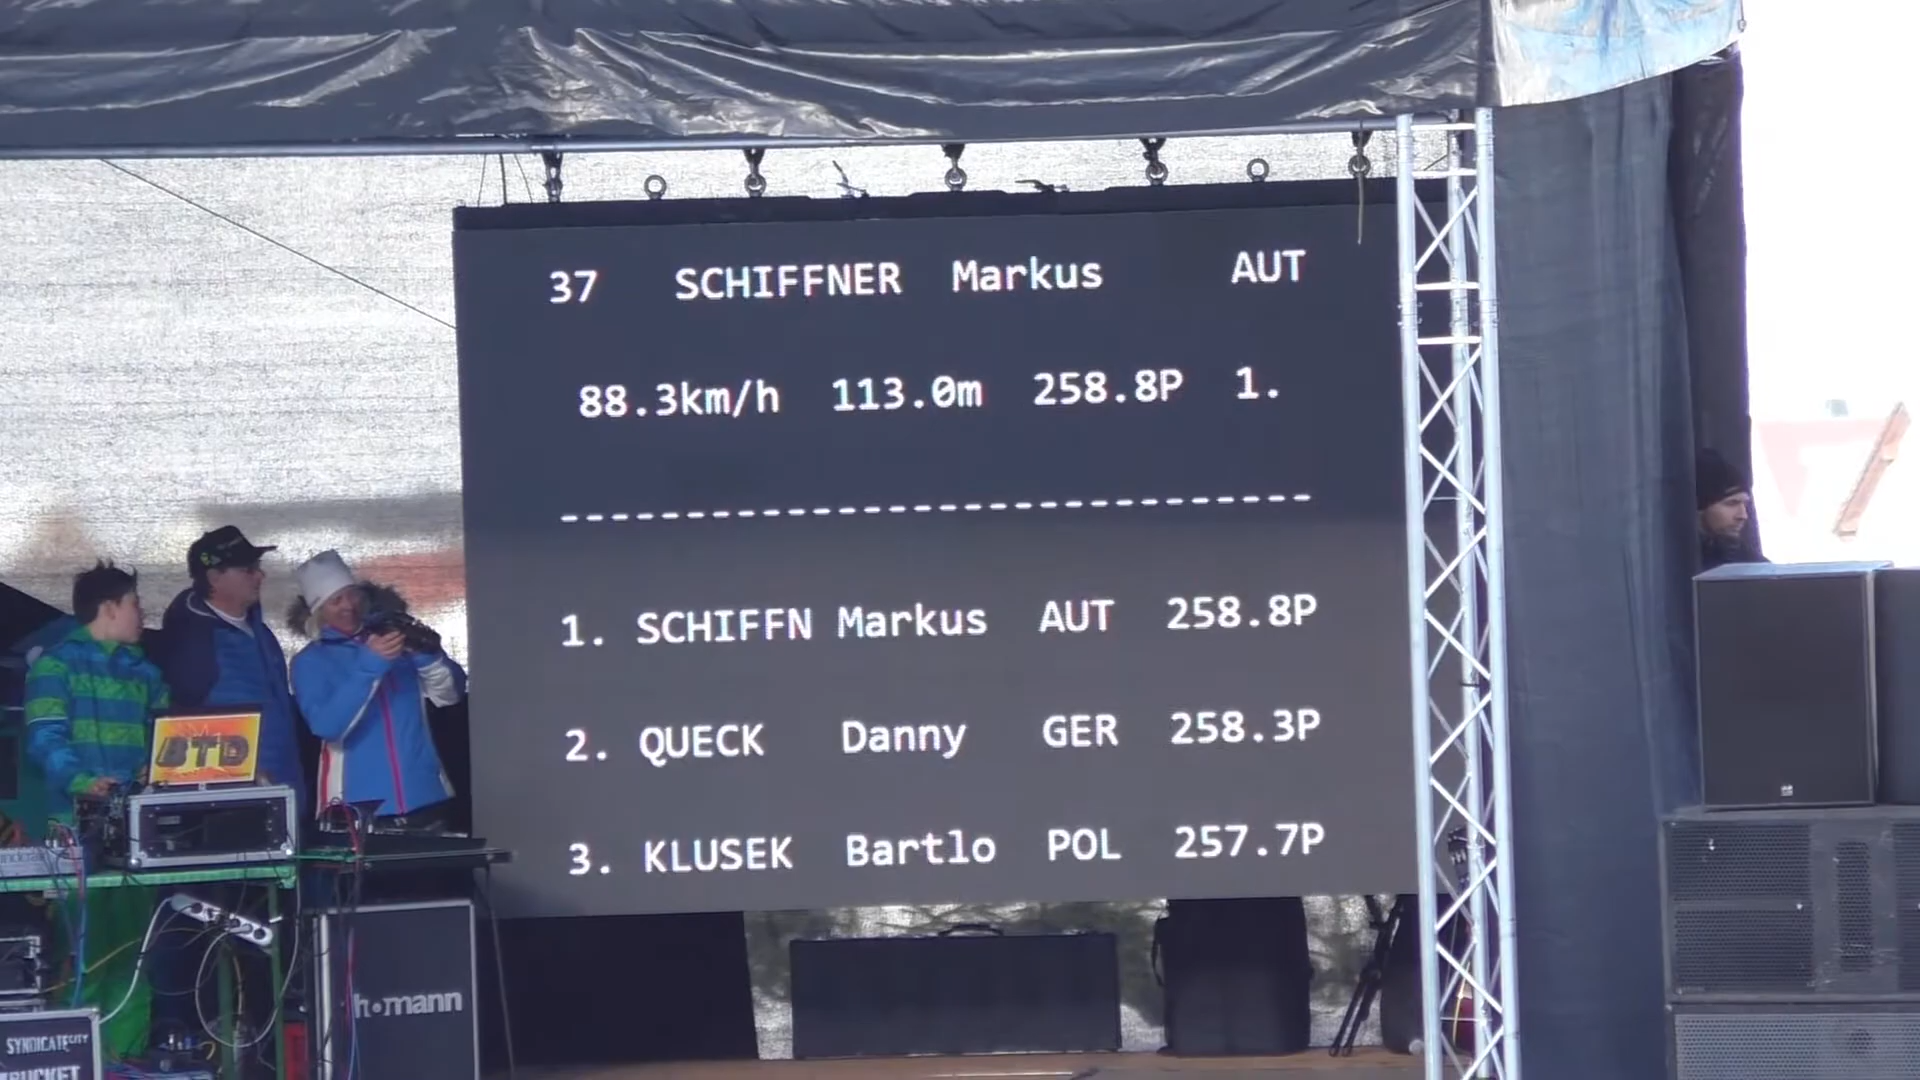 37 SCHIFFNER Markus AUT
88.3km/h 113.0m 258.8P 1.
------------------------------
1. SCHIFFN Markus AUT 258.8P
2. QUECK Danny GER 258.3P
3. KLUSEK Bartlo POL 257.7P
BTD
h•mann
SYNDICATE
BUCKET